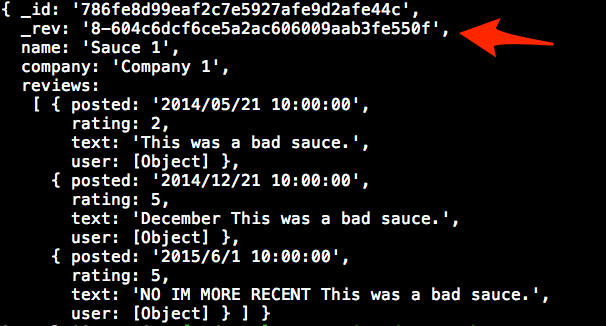 { _id: '786fe8d99eaf2c7e5927afe9d2afe44c',
_rev: '8-604c6dcf6ce5a2ac606009aab3fe550f',
name: 'Sauce 1',
company: 'Company 1',
reviews:
[ { posted: '2014/05/21 10:00:00',
rating: 2,
text: 'This was a bad sauce.',
user: [Object] },
{ posted: '2014/12/21 10:00:00',
rating: 5,
text: 'December This was a bad sauce.',
user: [Object] },
{ posted: '2015/6/1 10:00:00',
rating: 5,
text: 'NO IM MORE RECENT This was a bad sauce.',
user: [Object] } ] }